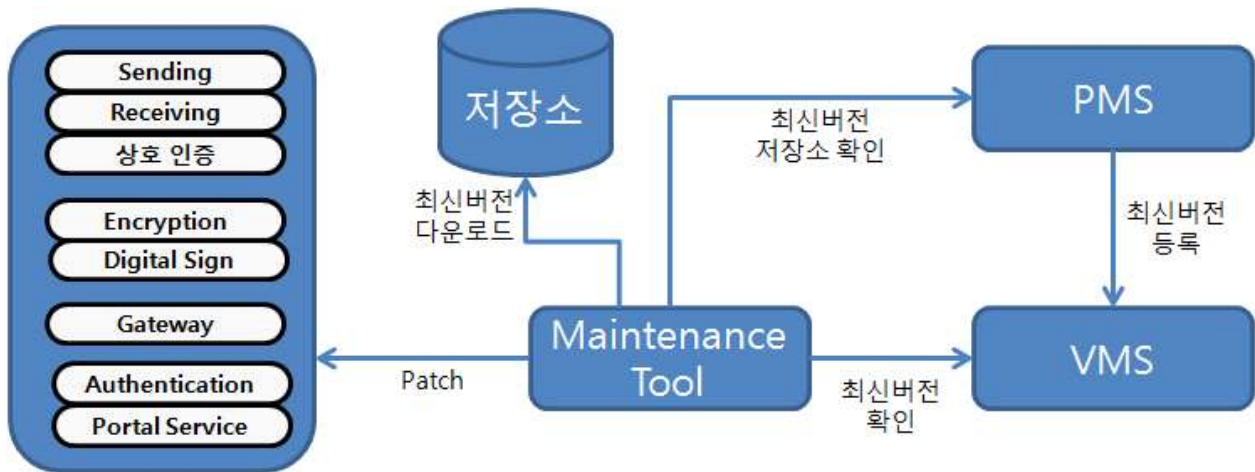 Sending
Receiving
상호 인증
Encryption
Digital Sign
Gateway
Authentication
Portal Service
저장소
최신버전
다운로드
Patch
Maintenance
Tool
최신버전
저장소 확인
PMS
최신버전
등록
VMS
최신버전
확인